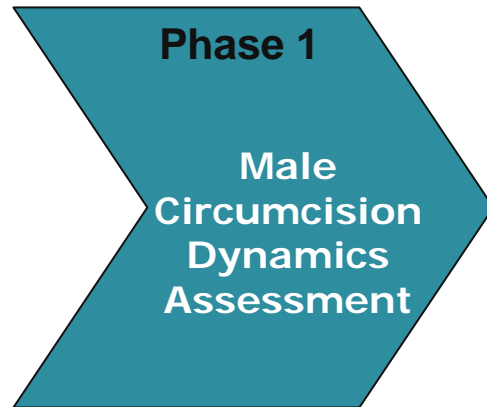 Phase 1
Male
Circumcision
Dynamics
Assessment